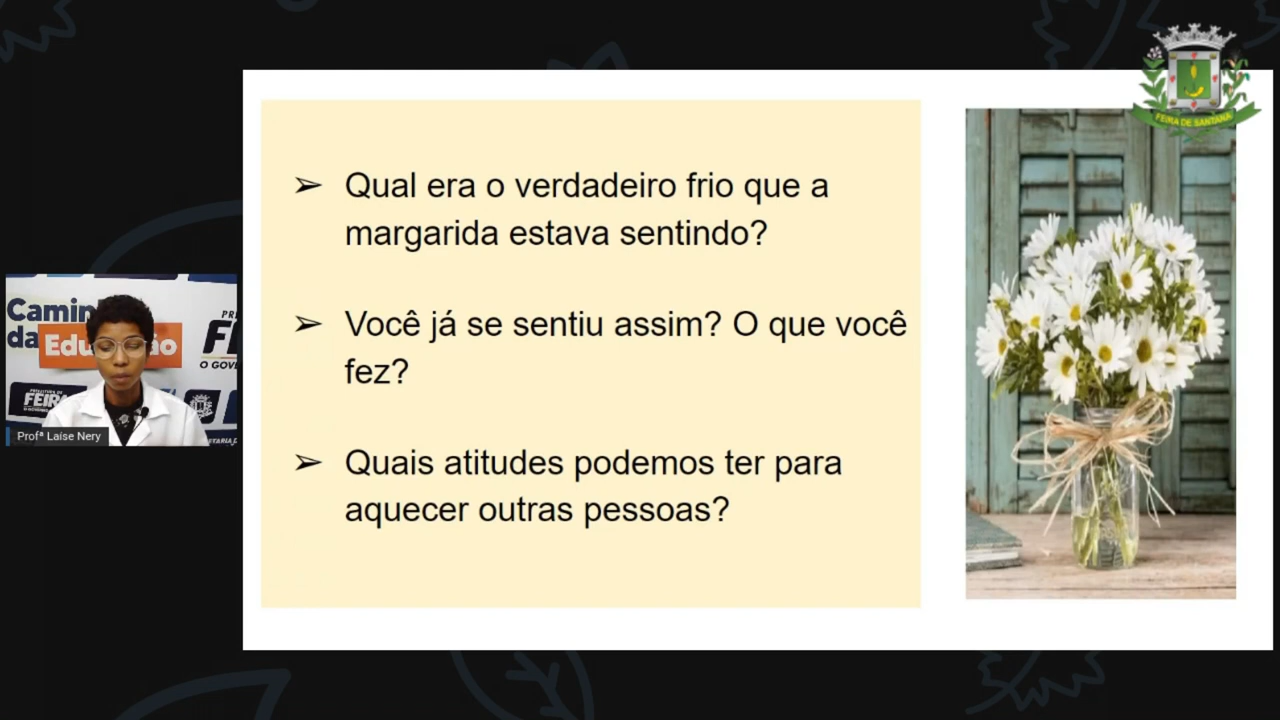 FEIRA DE SANTANA
➢ Qual era o verdadeiro frio que a
margarida estava sentindo?
➢ Você já se sentiu assim? O que você
fez?
➢ Quais atitudes podemos ter para
aquecer outras pessoas?
Profª Laíse Nery